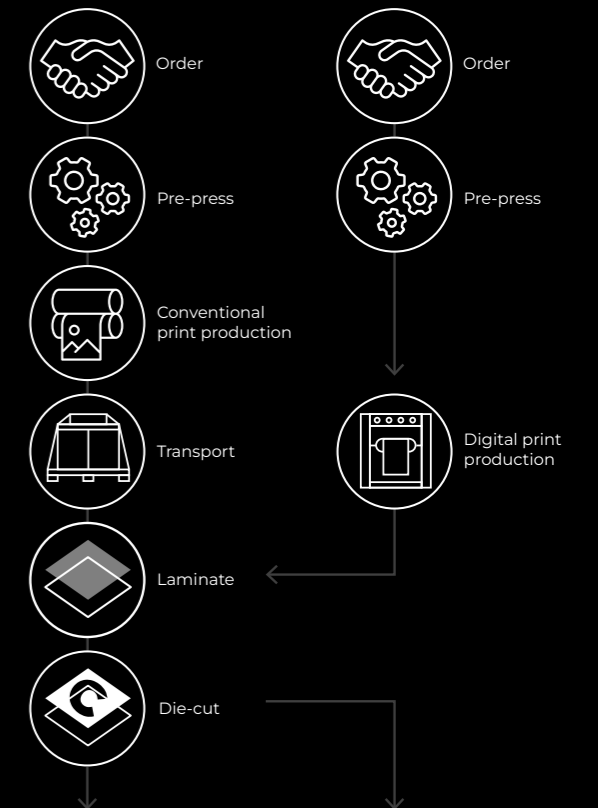 Order
Order
Pre-press
Pre-press
Conventional
print production
Transport
Digital print
production
Laminate
Die-cut